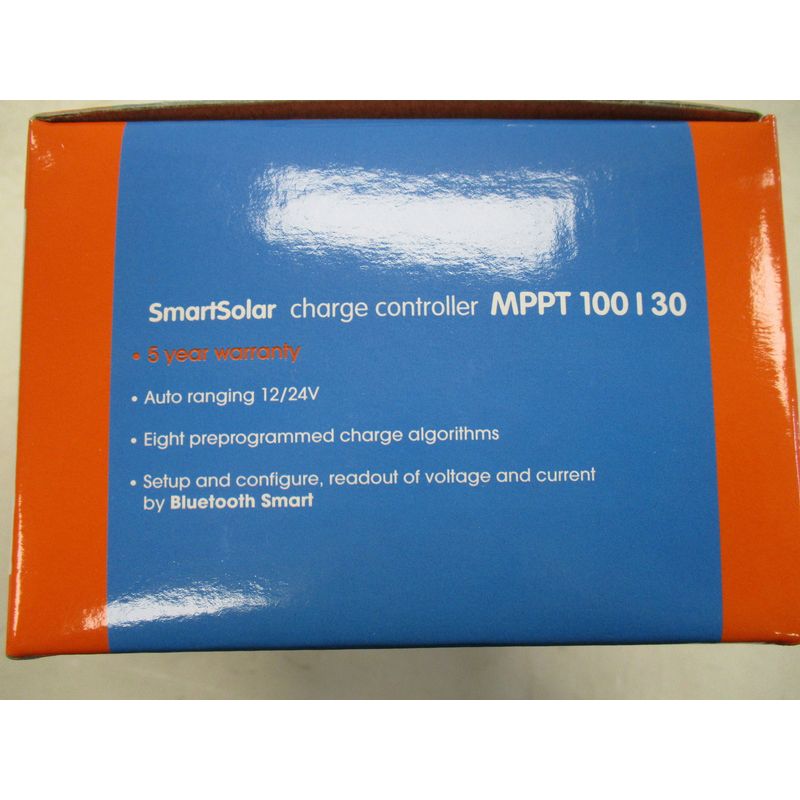 SmartSolar charge controller MPPT 100 | 30
• 5 year warranty
• Auto ranging 12/24V
• Eight preprogrammed charge algorithms
• Setup and configure, readout of voltage and current
by Bluetooth Smart